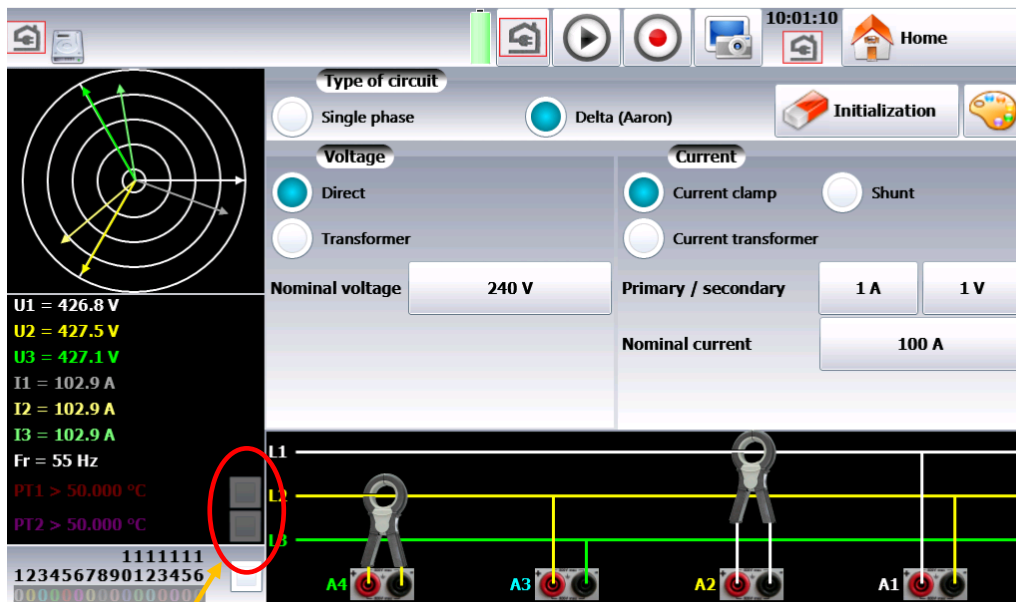 10:01:10
Home
Type of circuit
Single phase
Delta (Aaron)
Initialization
Voltage
Current
Direct
Current clamp
Shunt
Transformer
Current transformer
Nominal voltage
240 V
Primary / secondary
1 A
1 V
Nominal current
100 A
U1 = 426.8 V
U2 = 427.5 V
U3 = 427.1 V
I1 = 102.9 A
I2 = 102.9 A
I3 = 102.9 A
Fr = 55 Hz
PT1 > 50.000 °C
PT2 > 50.000 °C
1111111
1234567890123456
L1
L2
L3
A4
A3
A2
A1